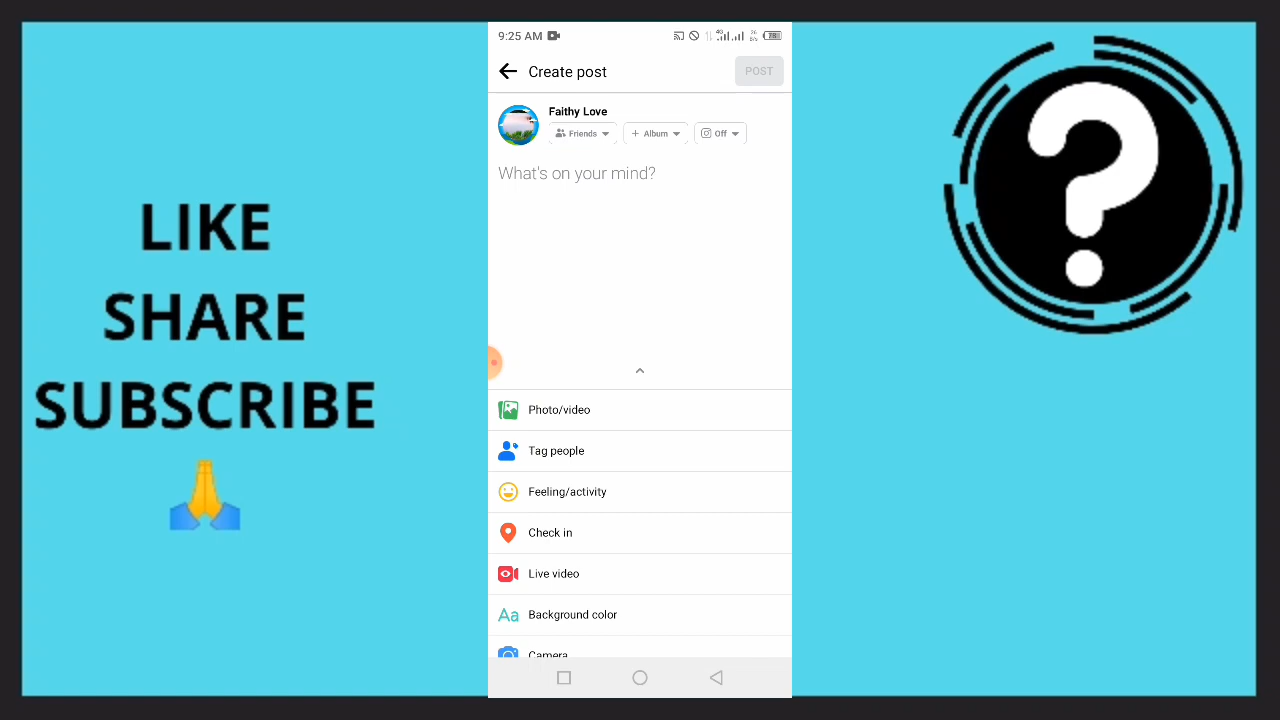 LIKE
SHARE
SUBSCRIBE
9:25 AM
Create post
POST
Faithy Love
Friends
+ Album
Off
What's on your mind?
Photo/video
Tag people
Feeling/activity
Check in
Live video
Aa Background color
Camera
?